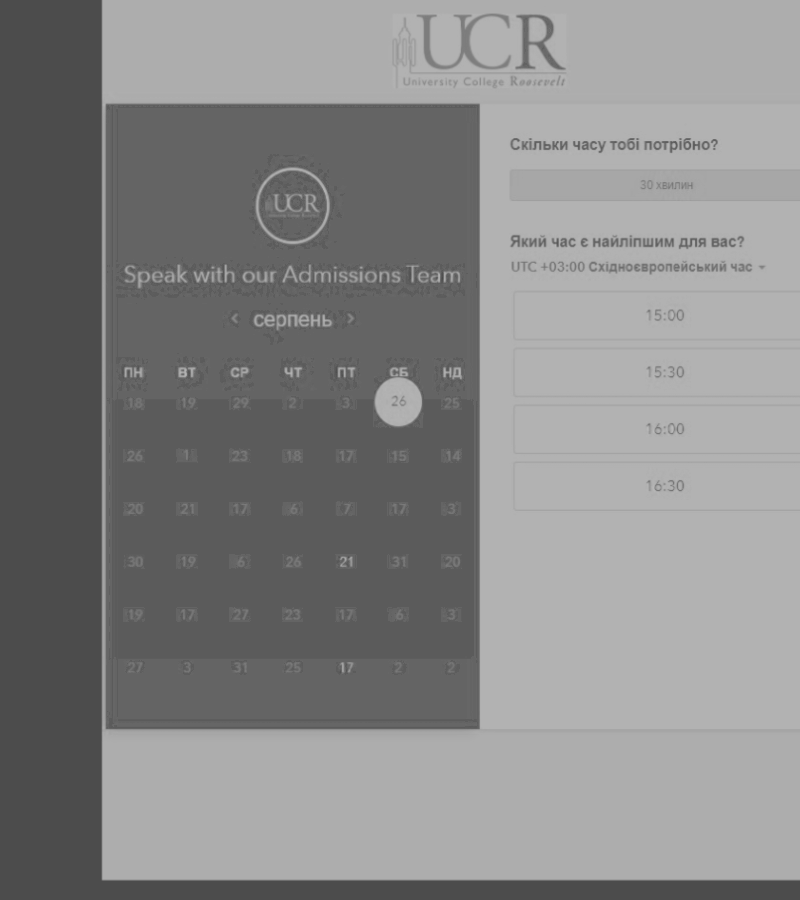 UCR
University College Roosevelt
UCR
Speak with our Admissions Team
< серпень >
ПН ВТ СР ЧТ ПТ СБ НД
18 19 29 2 3 26 25
26 1 23 18 17 15 14
20 21 17 6 7 17 3
30 19 6 26 21 31 20
19 17 27 23 17 6 3
27 3 31 25 17 2 2
Скільки часу тобі потрібно?
30 хвилин
Який час є найліпшим для вас?
UTC +03:00 Східноєвропейський час
15:00
15:30
16:00
16:30